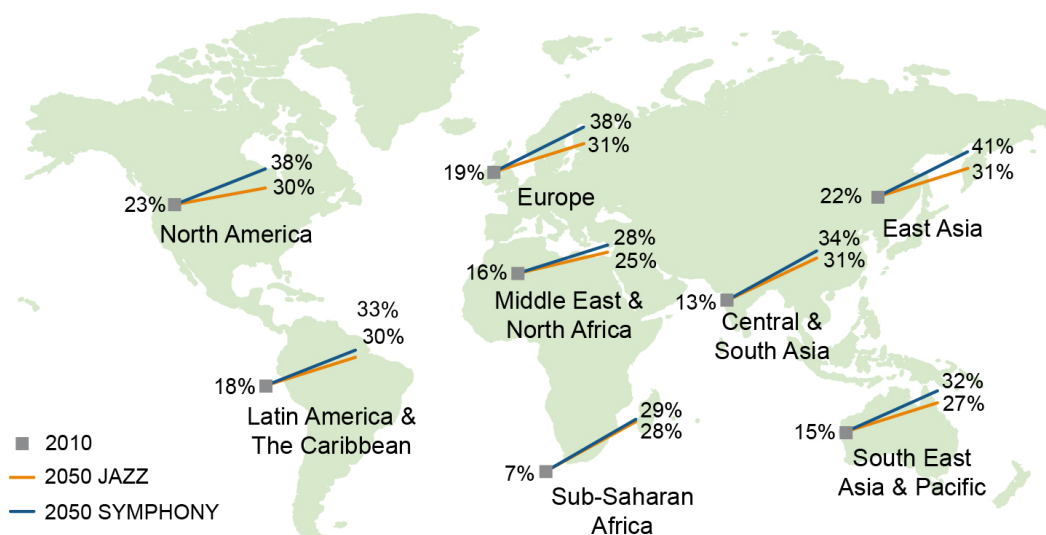 38%
30%
23%
North America
38%
31%
19%
Europe
41%
31%
22%
East Asia
28%
25%
16%
Middle East &
North Africa
34%
31%
13%
Central &
South Asia
33%
30%
18%
Latin America &
The Caribbean
29%
28%
7%
Sub-Saharan
Africa
32%
27%
15%
South East
Asia & Pacific
2010
2050 JAZZ
2050 SYMPHONY